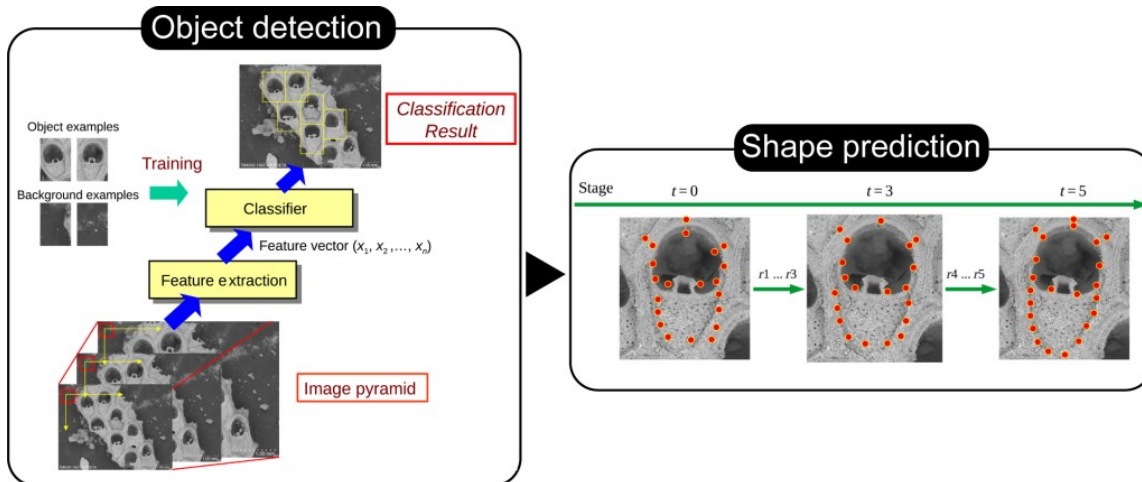 Object detection
Classification
Result
Object examples
Training
Background examples
Classifier
Feature vector (x1, x2,..., xn)
Feature extraction
Image pyramid
Shape prediction
Stage
t = 0
t = 3
t = 5
r1 ... r3
r4 ... r5